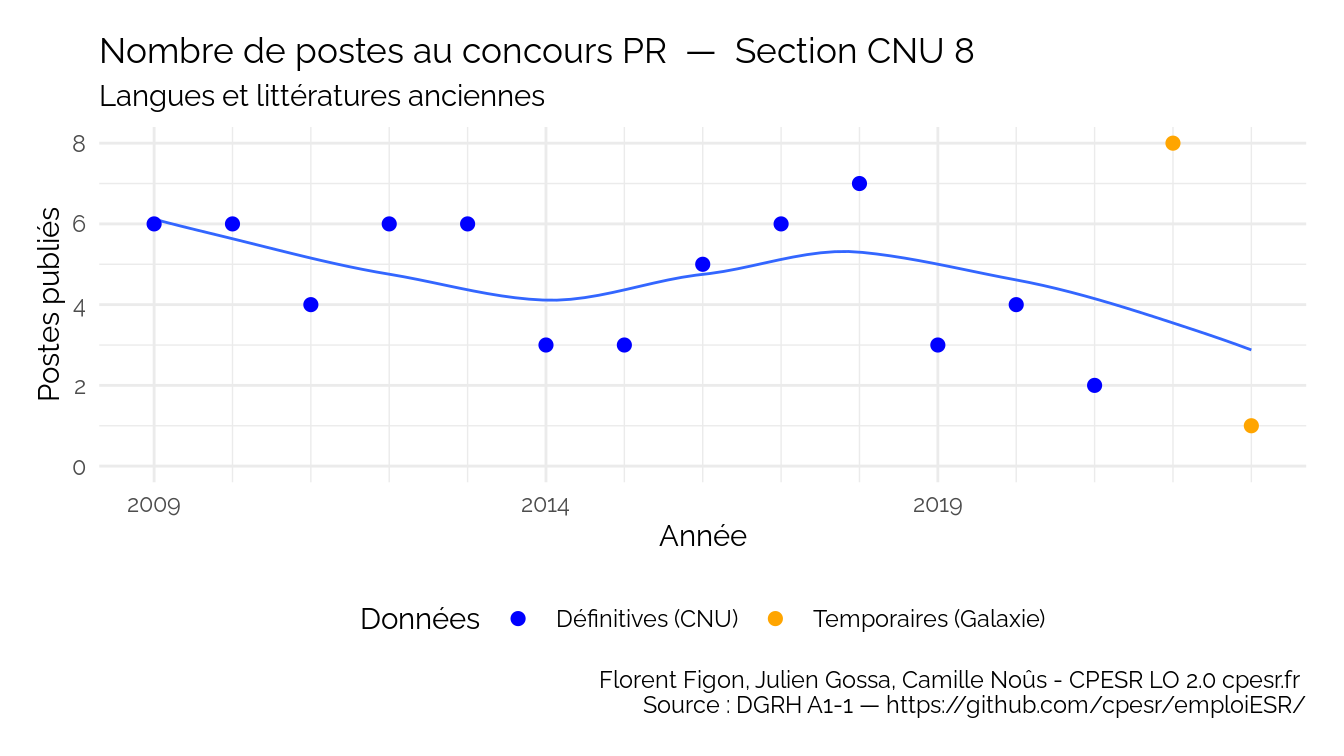 Nombre de postes au concours PR — Section CNU 8
Langues et littératures anciennes
Postes publiés
8
6
4
2
0
2009 2014 2019
Année
Données Définitives (CNU) Temporaires (Galaxie)
Florent Figon, Julien Gossa, Camille Noûs - CPESR LO 2.0 cpesr.fr
Source : DGRH A1-1 — https://github.com/cpesr/emploiESR/